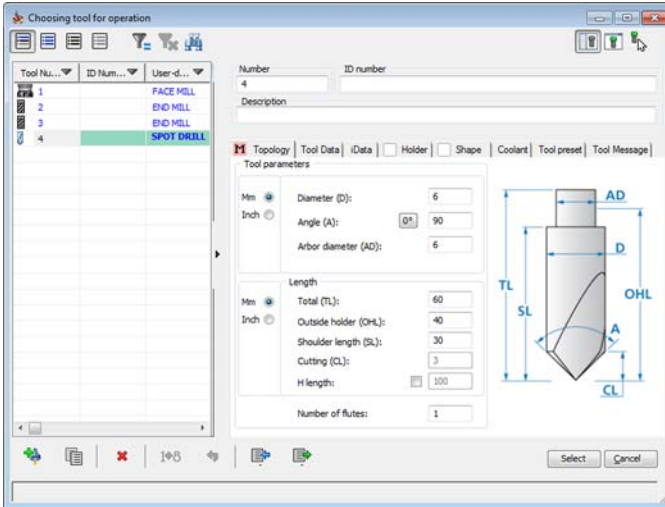 Choosing tool for operation
Tool Nu... ID Num... User-d...
1 FACE MILL
2 END MILL
3 END MILL
4 SPOT DRILL
Number ID number
4
Description
M Topology Tool Data iData Holder Shape Coolant Tool preset Tool Message
Tool parameters
Mm Diameter (D): 6
Inch Angle (A): 0° 90
Arbor diameter (AD): 6
Length
Mm Total (TL): 60
Inch Outside holder (OHL): 40
Shoulder length (SL): 30
Cutting (CL): 3
H length: 100
Number of flutes: 1
AD
D
TL
SL
OHL
A
CL
Select Cancel